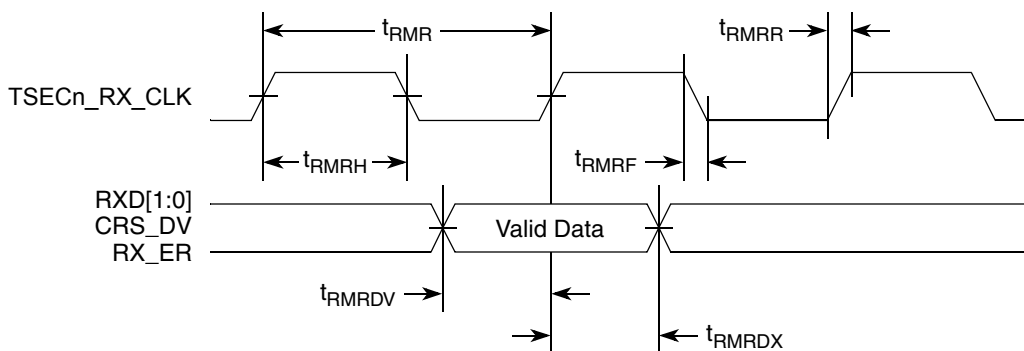 tRMR
tRMRR
TSECn_RX_CLK
tRMRH
tRMRF
RXD[1:0]
CRS_DV
RX_ER
Valid Data
tRMRDV
tRMRDX